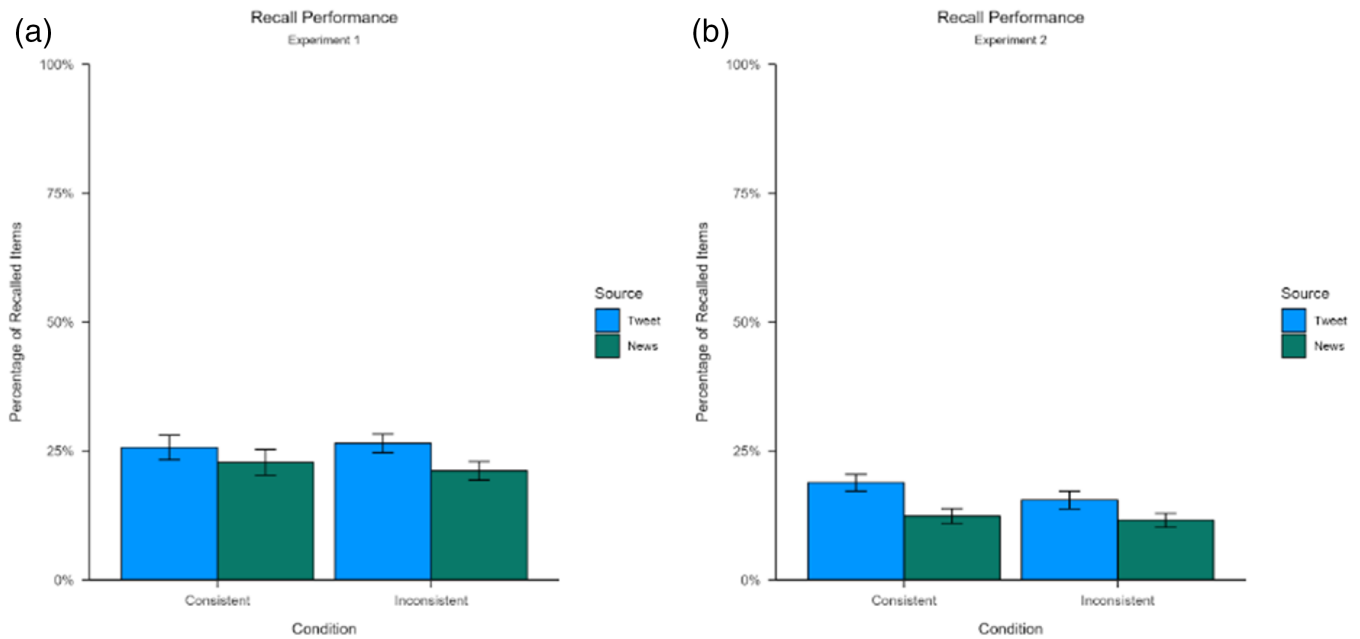 (a)
Recall Performance
Experiment 1
100%
75%
50%
25%
0%
Percentage of Recalled Items
Consistent
Inconsistent
Condition
Source
Tweet
News
(b)
Recall Performance
Experiment 2
100%
75%
50%
25%
0%
Percentage of Recalled Items
Consistent
Inconsistent
Condition
Source
Tweet
News